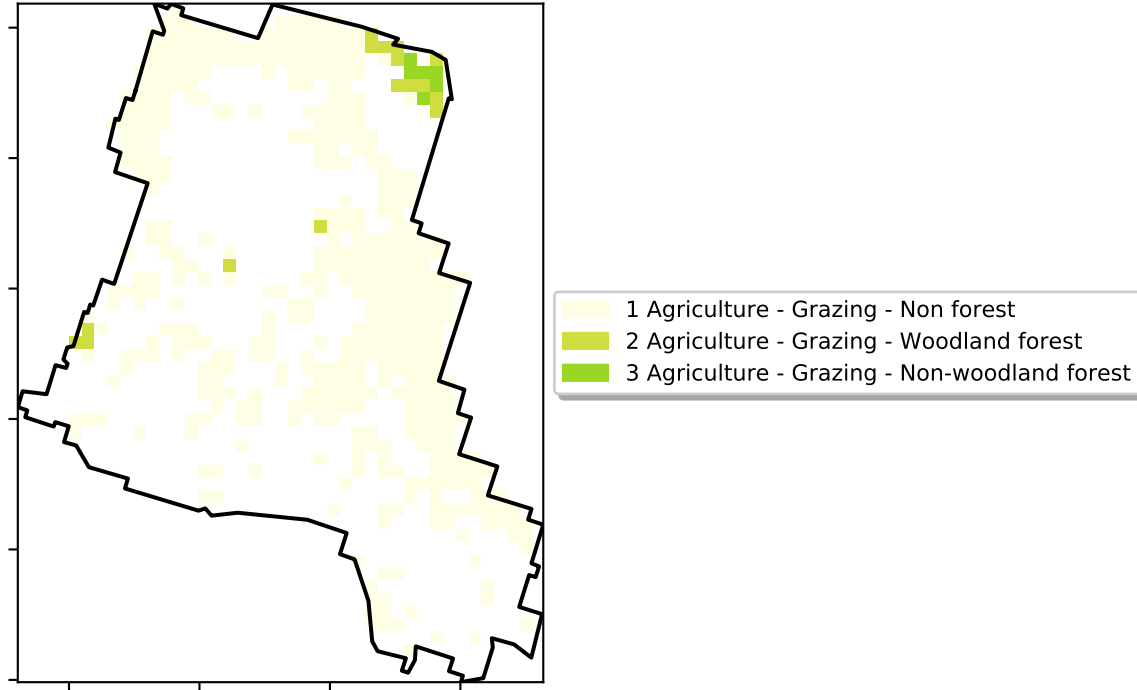 1 Agriculture - Grazing - Non forest
2 Agriculture - Grazing - Woodland forest
3 Agriculture - Grazing - Non-woodland forest